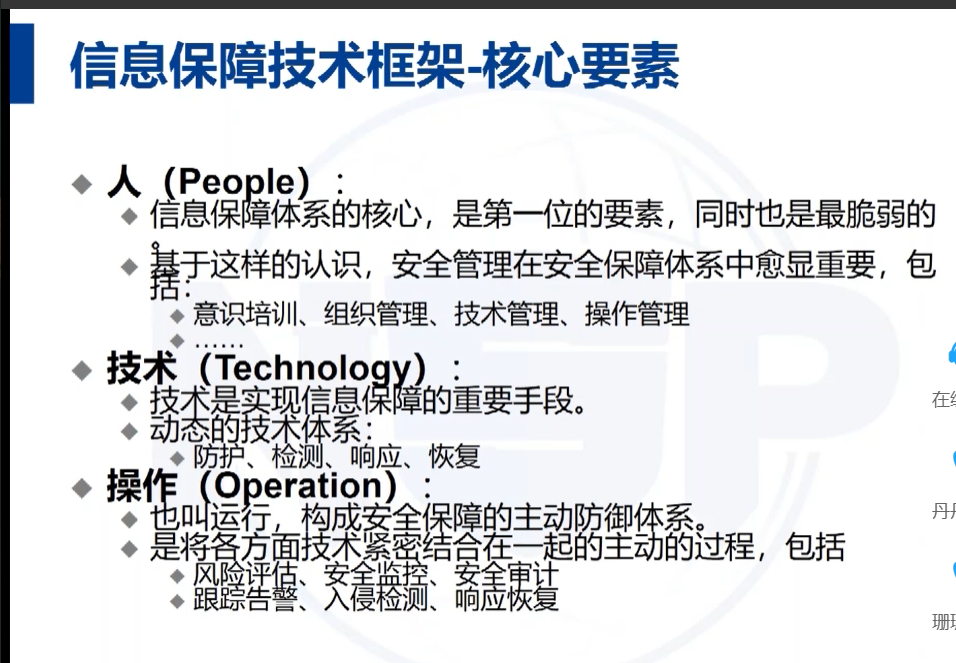 信息保障技术框架-核心要素
人（People）：
信息保障体系的核心，是第一位的要素，同时也是最脆弱的
。
基于这样的认识，安全管理在安全保障体系中愈显重要，包
括：
意识培训、组织管理、技术管理、操作管理
……
技术（Technology）：
技术是实现信息保障的重要手段。
动态的技术体系：
防护、检测、响应、恢复
操作（Operation）：
也叫运行，构成安全保障的主动防御体系。
是将各方面技术紧密结合在一起的主动的过程，包括
风险评估、安全监控、安全审计
跟踪告警、入侵检测、响应恢复
在
丹
珊